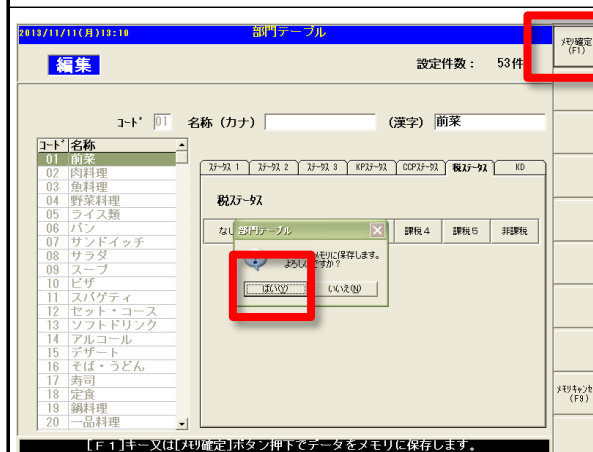 2013/11/11(月)13:10 部門テーブル
ﾒﾓﾘ確定
(F1)
編集 設定件数： 53件
ｺｰﾄﾞ 01 名称（カナ） （漢字） 前菜
ｺｰﾄﾞ 名称
01 前菜
02 肉料理
03 魚料理
04 野菜料理
05 ライス類
06 パン
07 サンドイッチ
08 サラダ
09 スープ
10 ピザ
11 スパゲティ
12 セット・コース
13 ソフトドリンク
14 アルコール
15 デザート
16 そば・うどん
17 寿司
18 定食
19 鍋料理
20 一品料理
ｽﾃｰﾀｽ 1 ｽﾃｰﾀｽ 2 ｽﾃｰﾀｽ 3 KPｽﾃｰﾀｽ CCPｽﾃｰﾀｽ 税ｽﾃｰﾀｽ KD
税ｽﾃｰﾀｽ
なし 課税４ 課税５ 非課税
部門テーブル
メモリに保存します。
よろしいですか？
はい(Y) いいえ(N)
ﾒﾓﾘｷｬﾝｾﾙ
(F9)
[Ｆ１]キー又は[ﾒﾓﾘ確定]ボタン押下でデータをメモリに保存します。